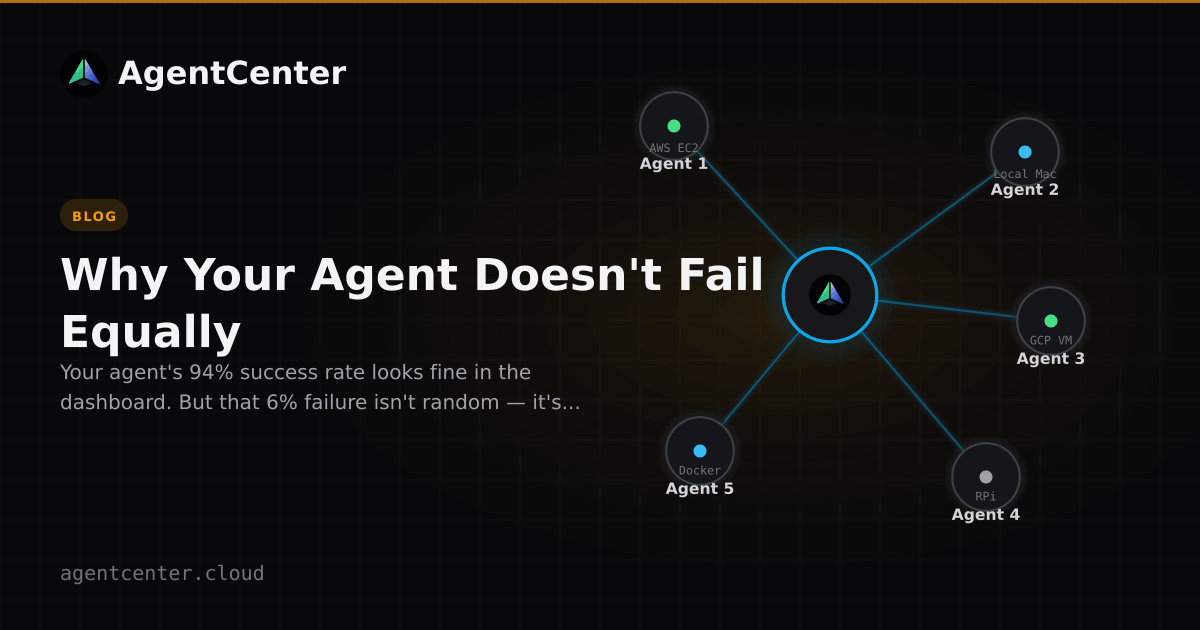 AgentCenter
BLOG
Why Your Agent Doesn't Fail
Equally
Your agent's 94% success rate looks fine in the
dashboard. But that 6% failure isn't random — it's...
agentcenter.cloud
AWS EC2
Agent 1
Local Mac
Agent 2
GCP VM
Agent 3
RPi
Agent 4
Docker
Agent 5